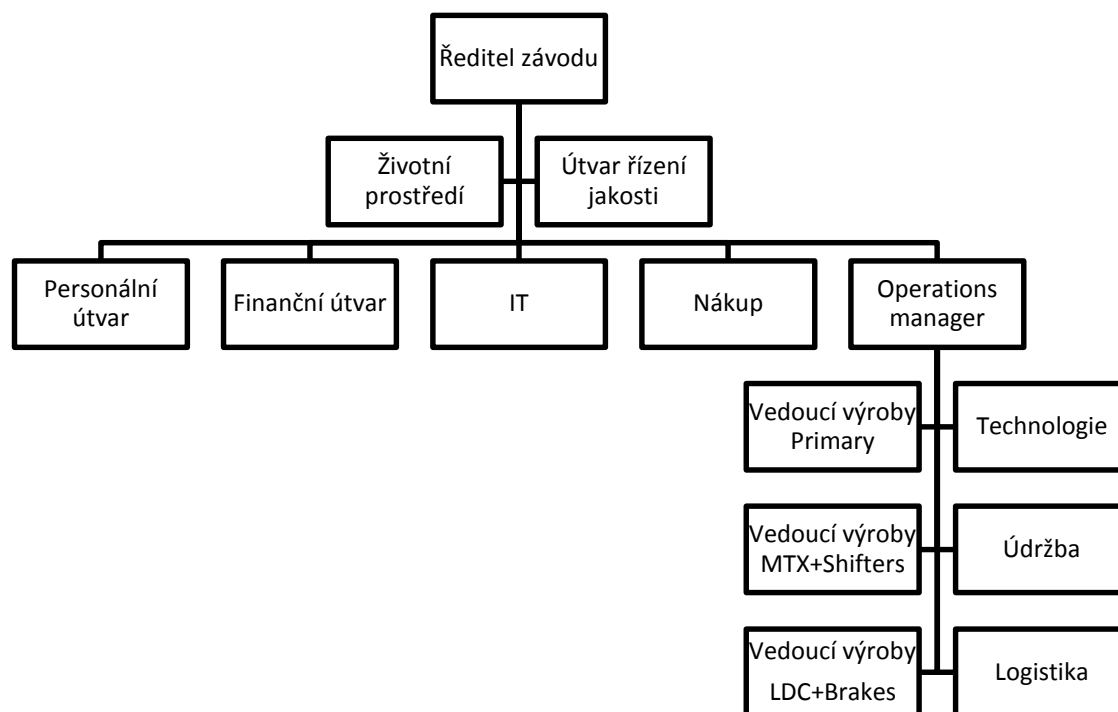 Ředitel závodu
Životní
prostředí
Útvar řízení
jakosti
Personální
útvar
Finanční útvar
IT
Nákup
Operations
manager
Vedoucí výroby
Primary
Technologie
Vedoucí výroby
MTX+Shifters
Údržba
Vedoucí výroby
LDC+Brakes
Logistika